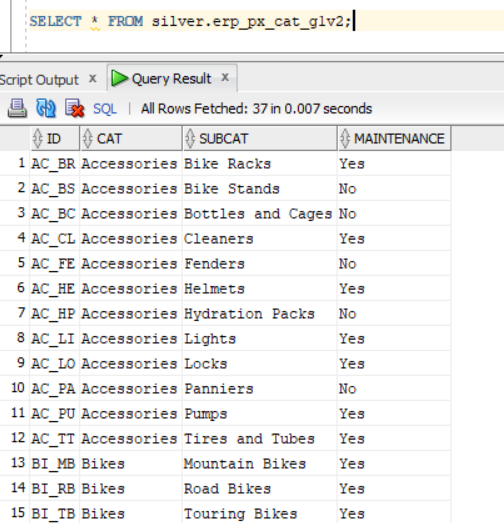 SELECT * FROM silver.erp_px_cat_g1v2;
Script Output x Query Result x
SQL | All Rows Fetched: 37 in 0.007 seconds
ID CAT SUBCAT MAINTENANCE
1 AC_BR Accessories Bike Racks Yes
2 AC_BS Accessories Bike Stands No
3 AC_BC Accessories Bottles and Cages No
4 AC_CL Accessories Cleaners Yes
5 AC_FE Accessories Fenders No
6 AC_HE Accessories Helmets Yes
7 AC_HP Accessories Hydration Packs No
8 AC_LI Accessories Lights Yes
9 AC_LO Accessories Locks Yes
10 AC_PA Accessories Panniers No
11 AC_PU Accessories Pumps Yes
12 AC_TT Accessories Tires and Tubes Yes
13 BI_MB Bikes Mountain Bikes Yes
14 BI_RB Bikes Road Bikes Yes
15 BI_TB Bikes Touring Bikes Yes